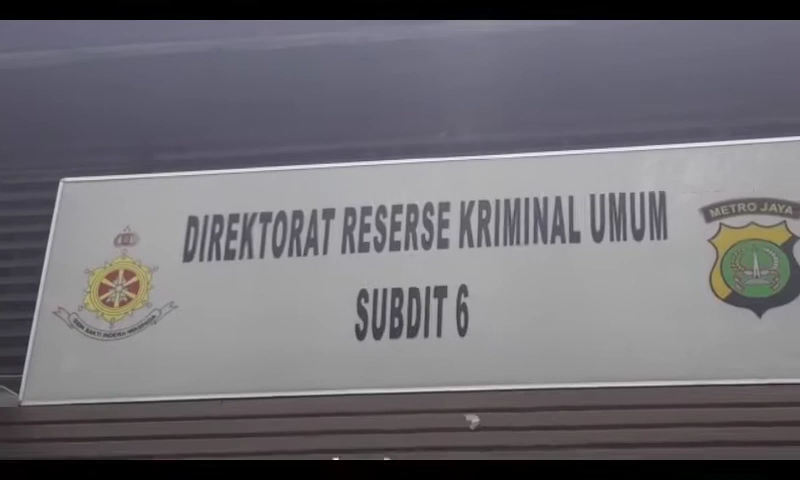 DIREKTORAT RESERSE KRIMINAL UMUM
SUBDIT 6
METRO JAYA